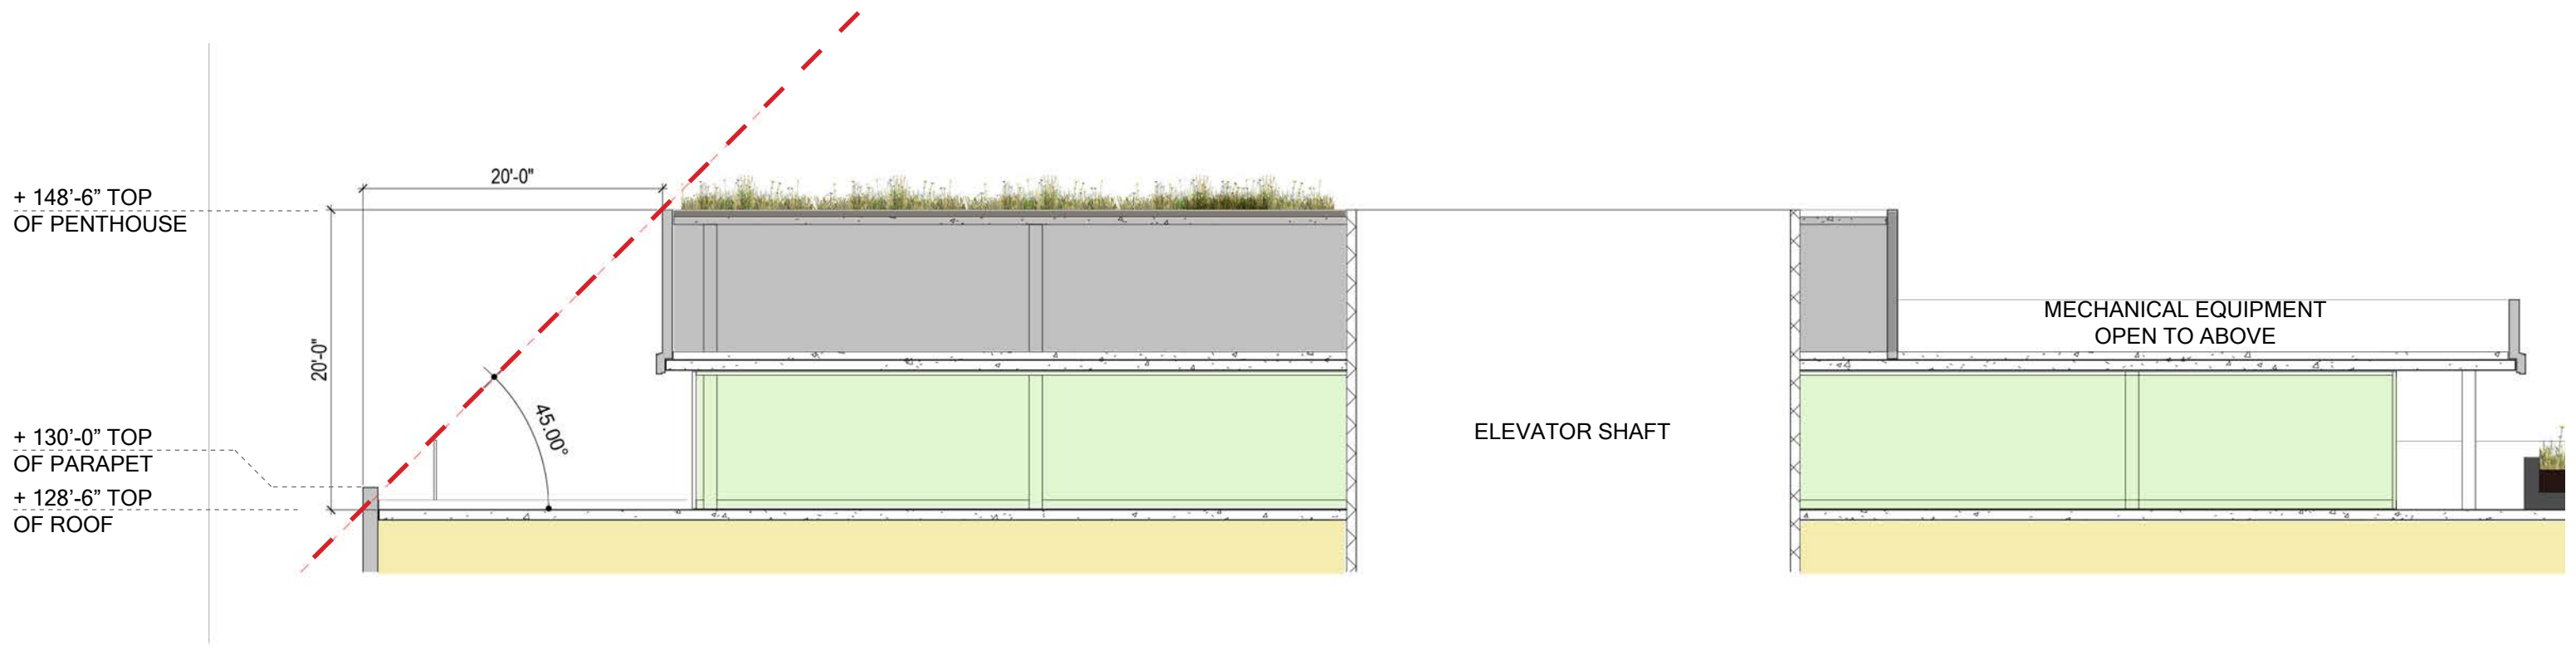 20'-0"
+ 148'-6” TOP
OF PENTHOUSE
MECHANICAL EQUIPMENT
OPEN TO ABOVE
20'-0"
45.00°
ELEVATOR SHAFT
+ 130’-0” TOP
OF PARAPET
+ 128’-6” TOP
OF ROOF